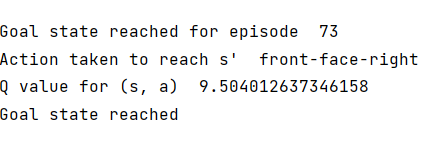 Goal state reached for episode  73
Action taken to reach s'  front-face-right
Q value for (s, a)  9.504012637346158
Goal state reached